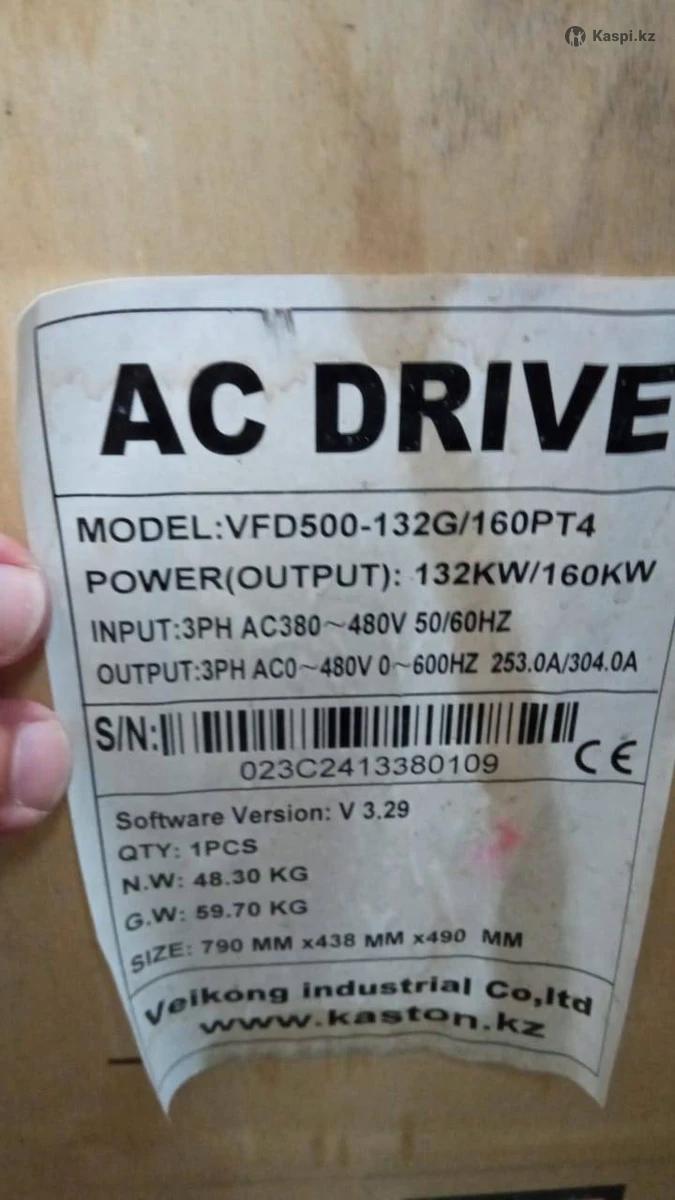 Kaspi.kz
AC DRIVE
MODEL:VFD500-132G/160PT4
POWER(OUTPUT): 132KW/160KW
INPUT:3PH AC380～480V 50/60HZ
OUTPUT:3PH AC0～480V 0～600HZ 253.0A/304.0A
S/N:
023C2413380109
CE
Software Version: V 3.29
QTY: 1PCS
N.W: 48.30 KG
G.W: 59.70 KG
SIZE: 790 MM x438 MM x490 MM
Veikong industrial Co,ltd
www.kaston.kz